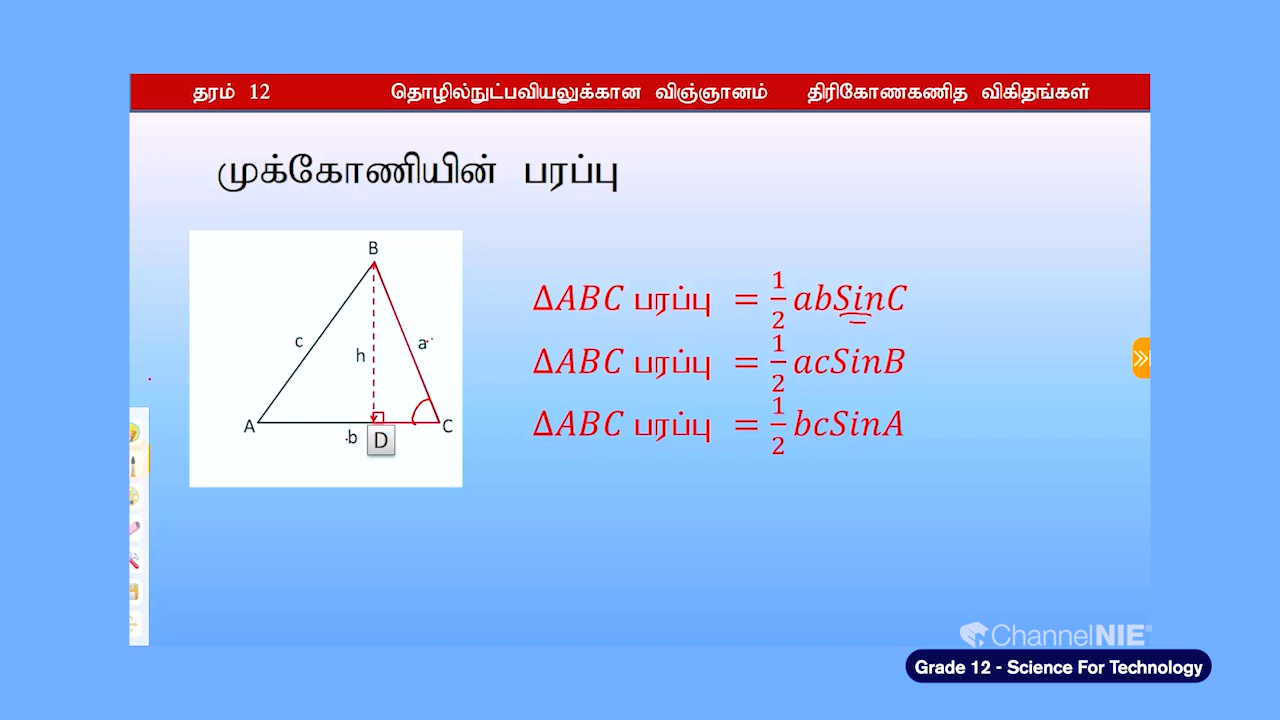 தரம் 12 தொழில்நுட்பவியலுக்கான விஞ்ஞானம் திரிகோணகணித விகிதங்கள்
முக்கோணியின் பரப்பு
B
c
a
h
A
C
b
D
ΔABC பரப்பு = 1/2 abSinC
ΔABC பரப்பு = 1/2 acSinB
ΔABC பரப்பு = 1/2 bcSinA
ChannelNIE®
Grade 12 - Science For Technology